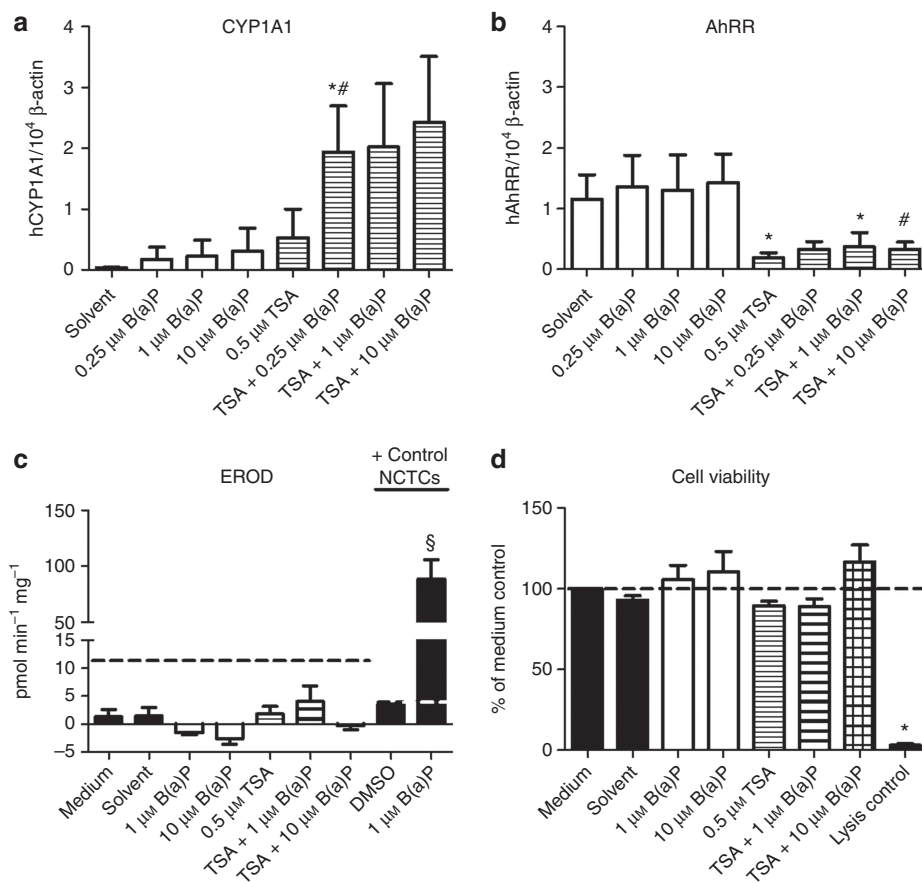 a
CYP1A1
hCYP1A1/10⁴ β-actin
4
3
2
1
0
*#
Solvent
0.25 μM B(a)P
1 μM B(a)P
10 μM B(a)P
0.5 μM TSA
TSA + 0.25 μM B(a)P
TSA + 1 μM B(a)P
TSA + 10 μM B(a)P
b
AhRR
hAhRR/10⁴ β-actin
4
3
2
1
0
*
*
#
Solvent
0.25 μM B(a)P
1 μM B(a)P
10 μM B(a)P
0.5 μM TSA
TSA + 0.25 μM B(a)P
TSA + 1 μM B(a)P
TSA + 10 μM B(a)P
c
EROD
+ Control
NCTCs
pmol min⁻¹ mg⁻¹
150
100
50
15
10
5
0
−5
§
Medium
Solvent
1 μM B(a)P
10 μM B(a)P
0.5 μM TSA
TSA + 1 μM B(a)P
TSA + 10 μM B(a)P
DMSO
1 μM B(a)P
d
Cell viability
% of medium control
150
100
50
0
*
Medium
Solvent
1 μM B(a)P
10 μM B(a)P
0.5 μM TSA
TSA + 1 μM B(a)P
TSA + 10 μM B(a)P
Lysis control